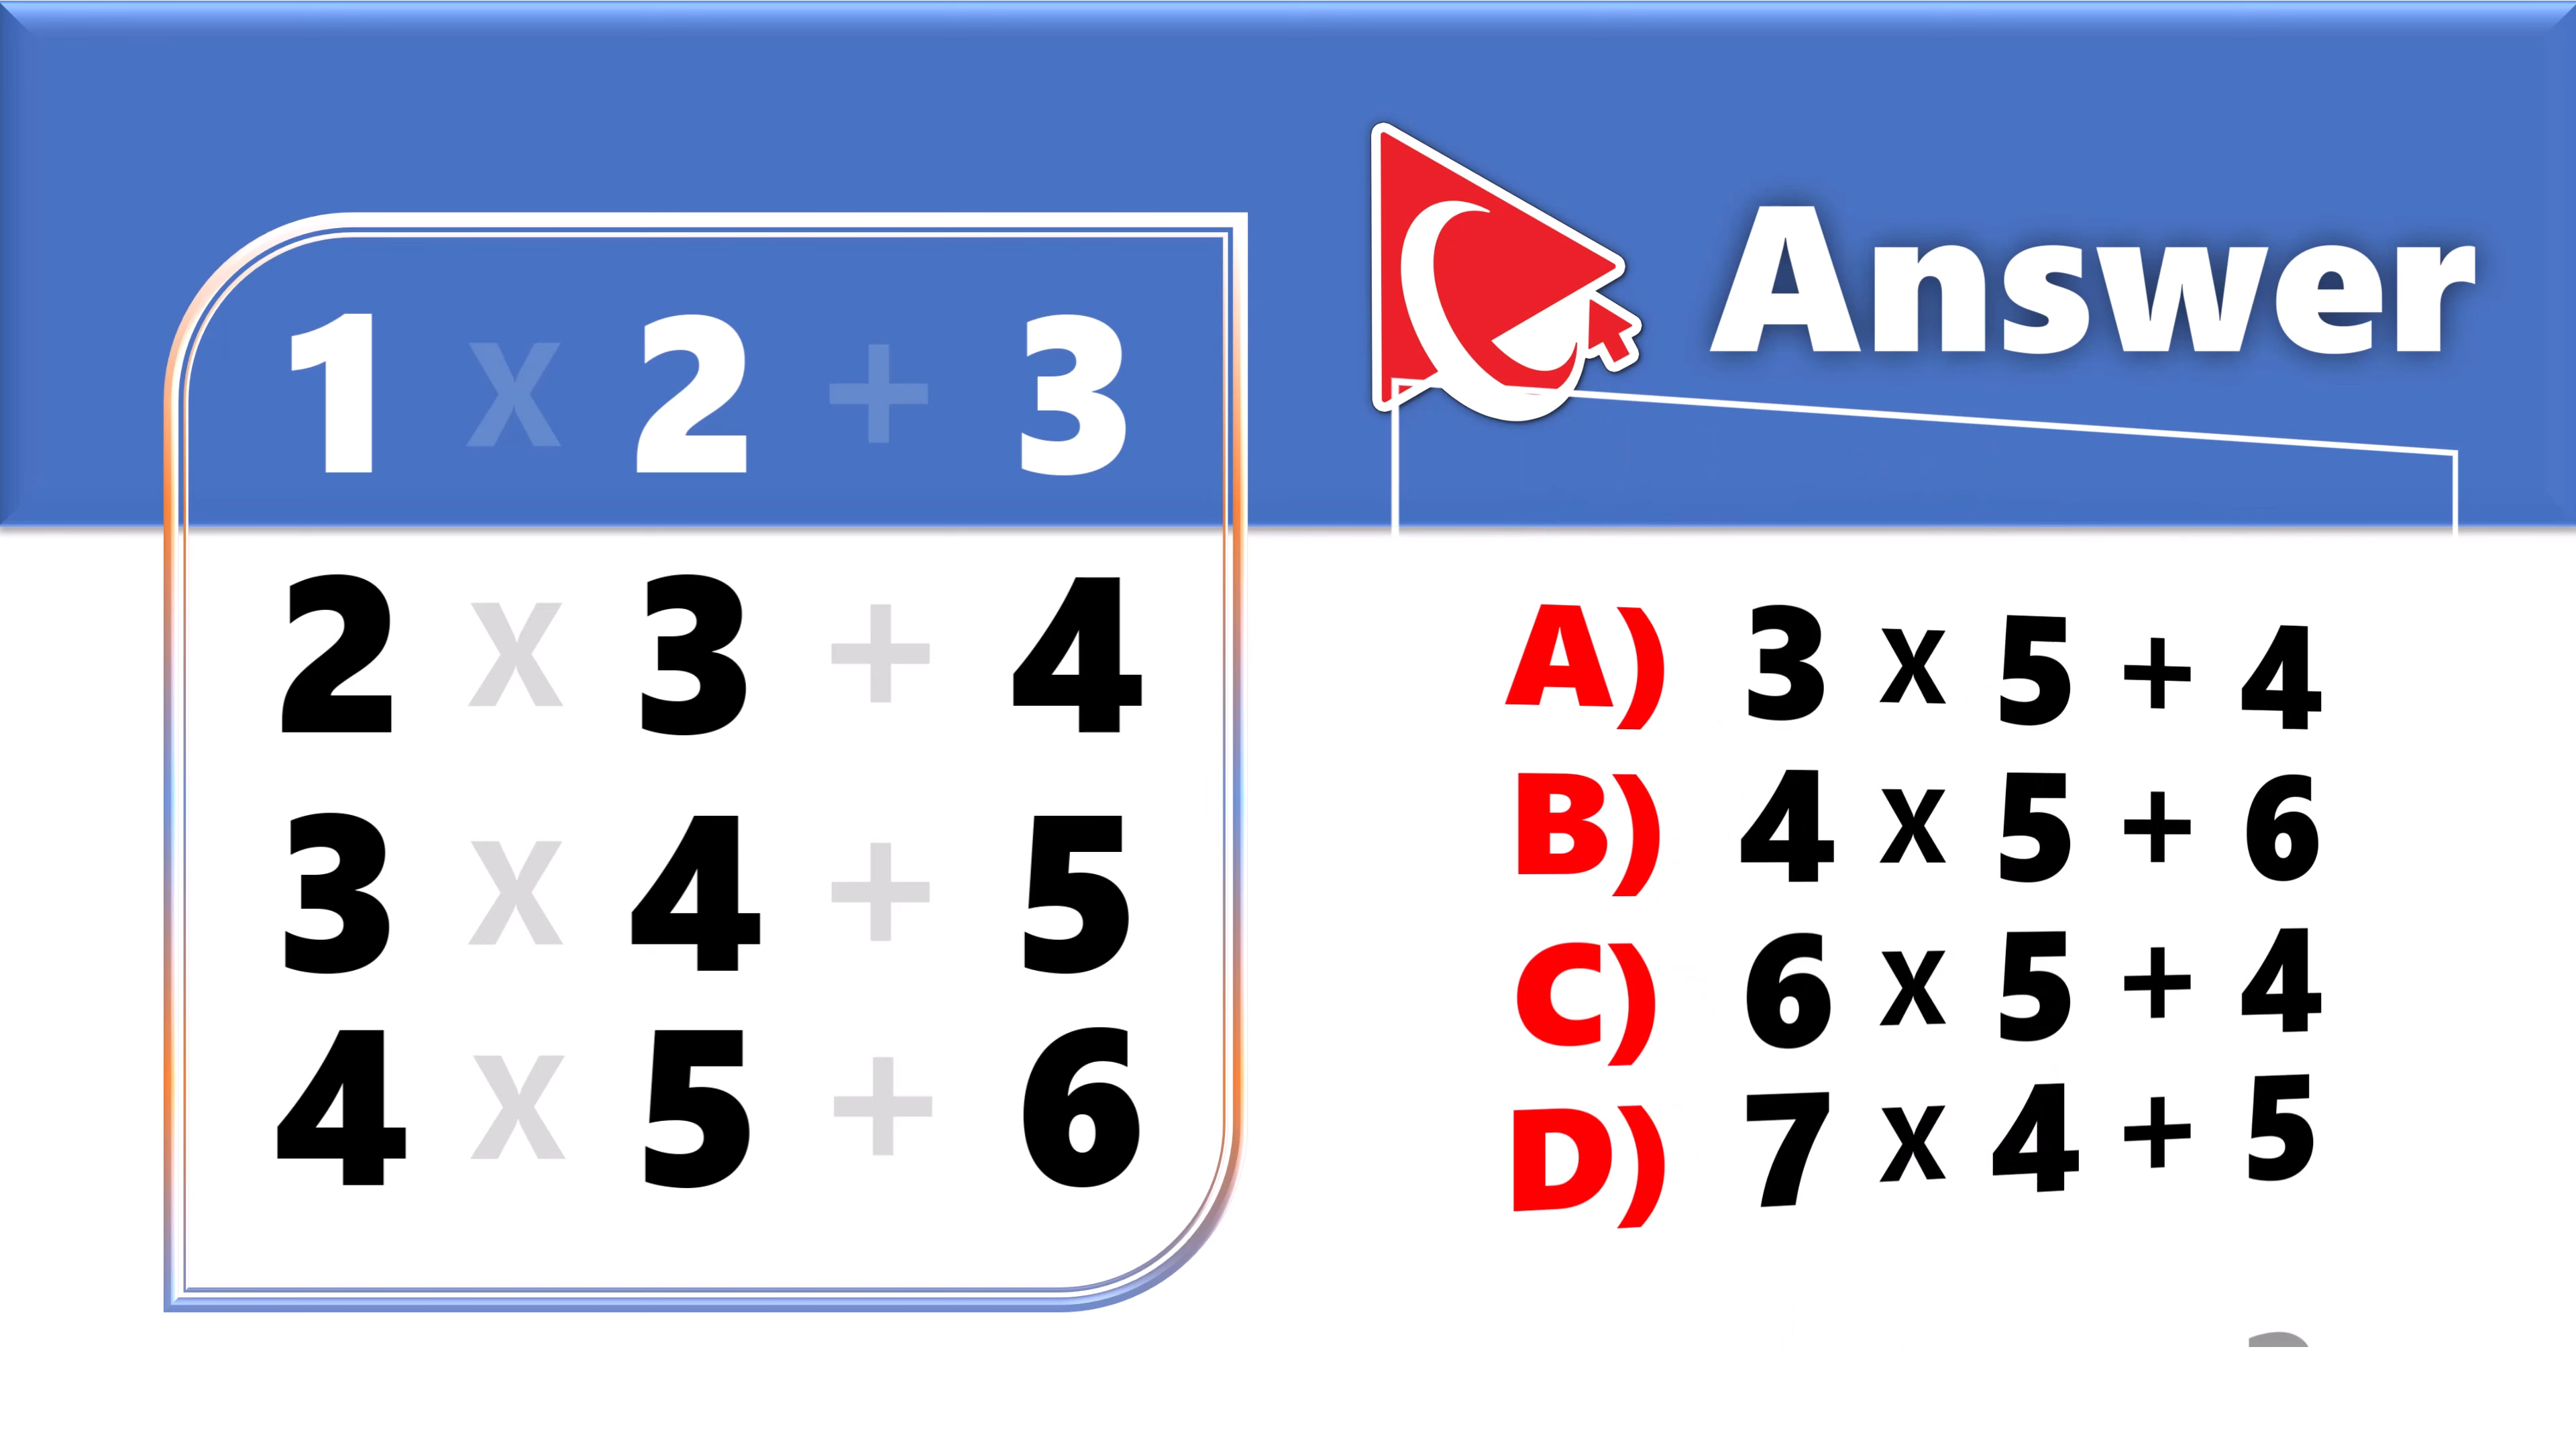 1 x 2 + 3
2 x 3 + 4
3 x 4 + 5
4 x 5 + 6
Answer
A) 3 x 5 + 4
B) 4 x 5 + 6
C) 6 x 5 + 4
D) 7 x 4 + 5